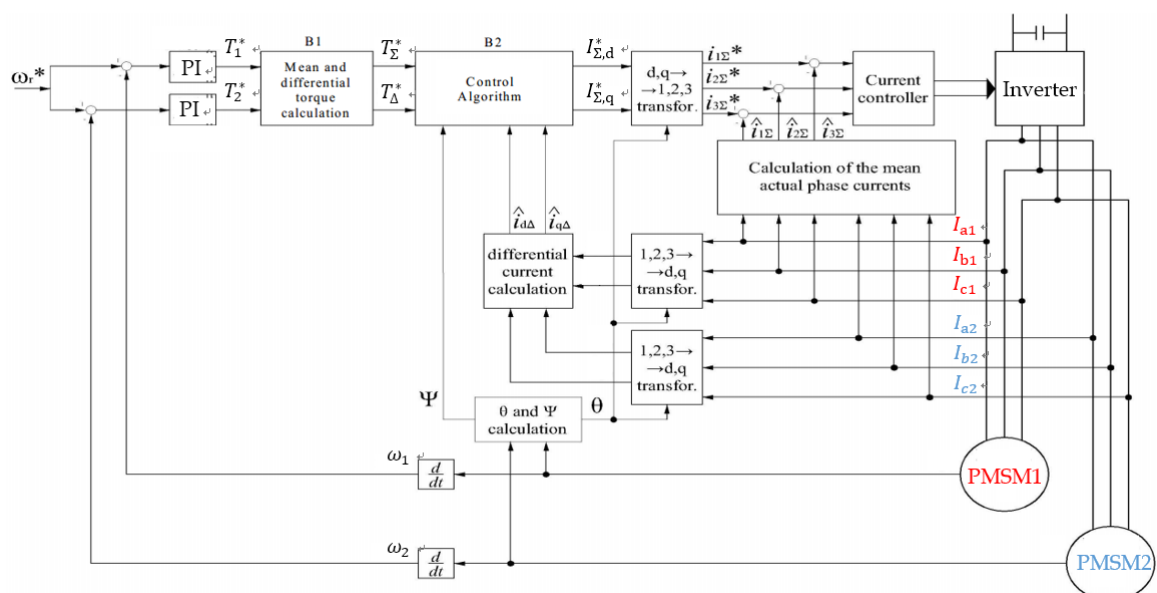 ωr*
PI
PI
T1*
T2*
B1
Mean and
differential
torque
calculation
TΣ*
TΔ*
B2
Control
Algorithm
IΣ,d*
IΣ,q*
d,q→
→1,2,3
transfor.
i1Σ*
i2Σ*
i3Σ*
Current
controller
Inverter
î1Σ
î2Σ
î3Σ
Calculation of the mean
actual phase currents
îdΔ
îqΔ
differential
current
calculation
1,2,3→
→d,q
transfor.
Ia1
Ib1
Ic1
1,2,3→
→d,q
transfor.
Ia2
Ib2
Ic2
Ψ
θ and Ψ
calculation
θ
ω1
d
dt
PMSM1
ω2
d
dt
PMSM2